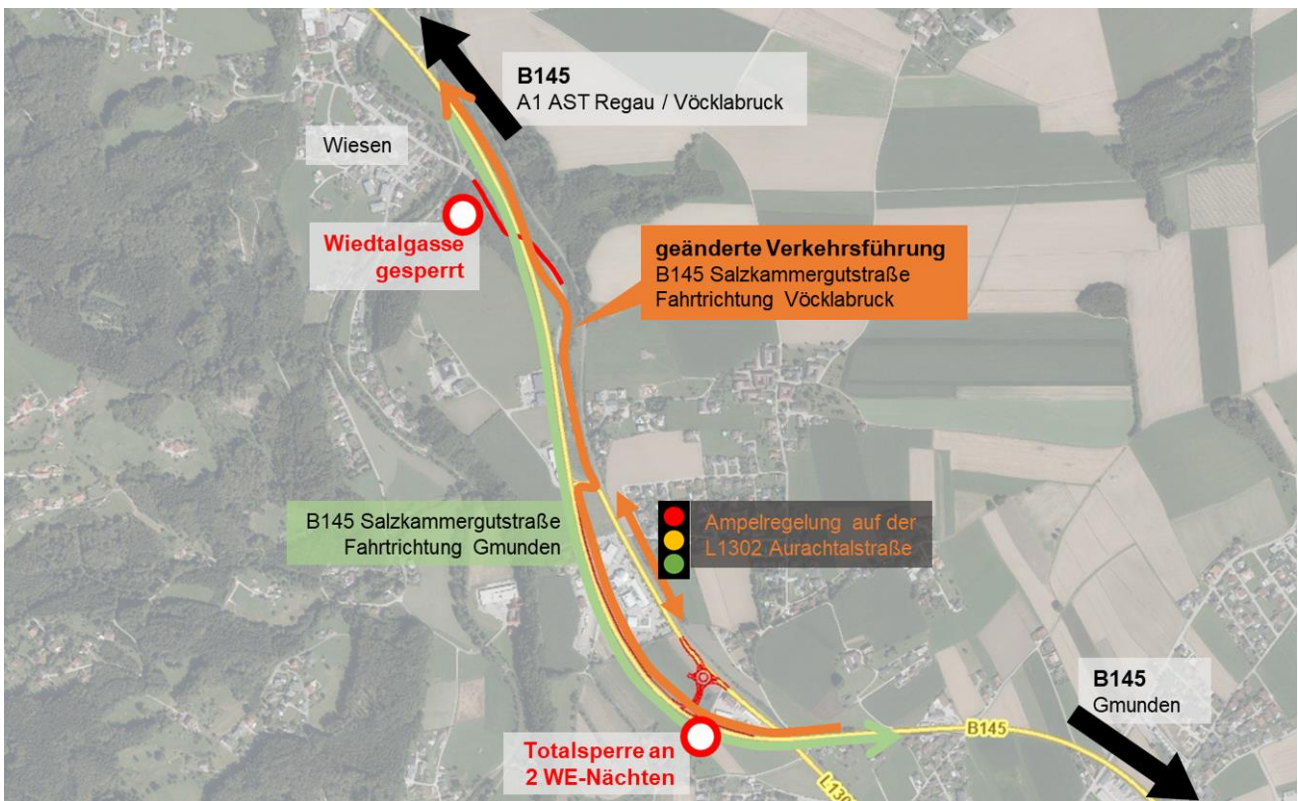 B145
A1 AST Regau / Vöcklabruck
Wiesen
Wiedtalgasse
gesperrt
geänderte Verkehrsführung
B145 Salzkammergutstraße
Fahrtrichtung Vöcklabruck
B145 Salzkammergutstraße
Fahrtrichtung Gmunden
Ampelregelung auf der
L1302 Aurachtalstraße
B145
Gmunden
B145
Totalsperre an
2 WE-Nächten
L1302